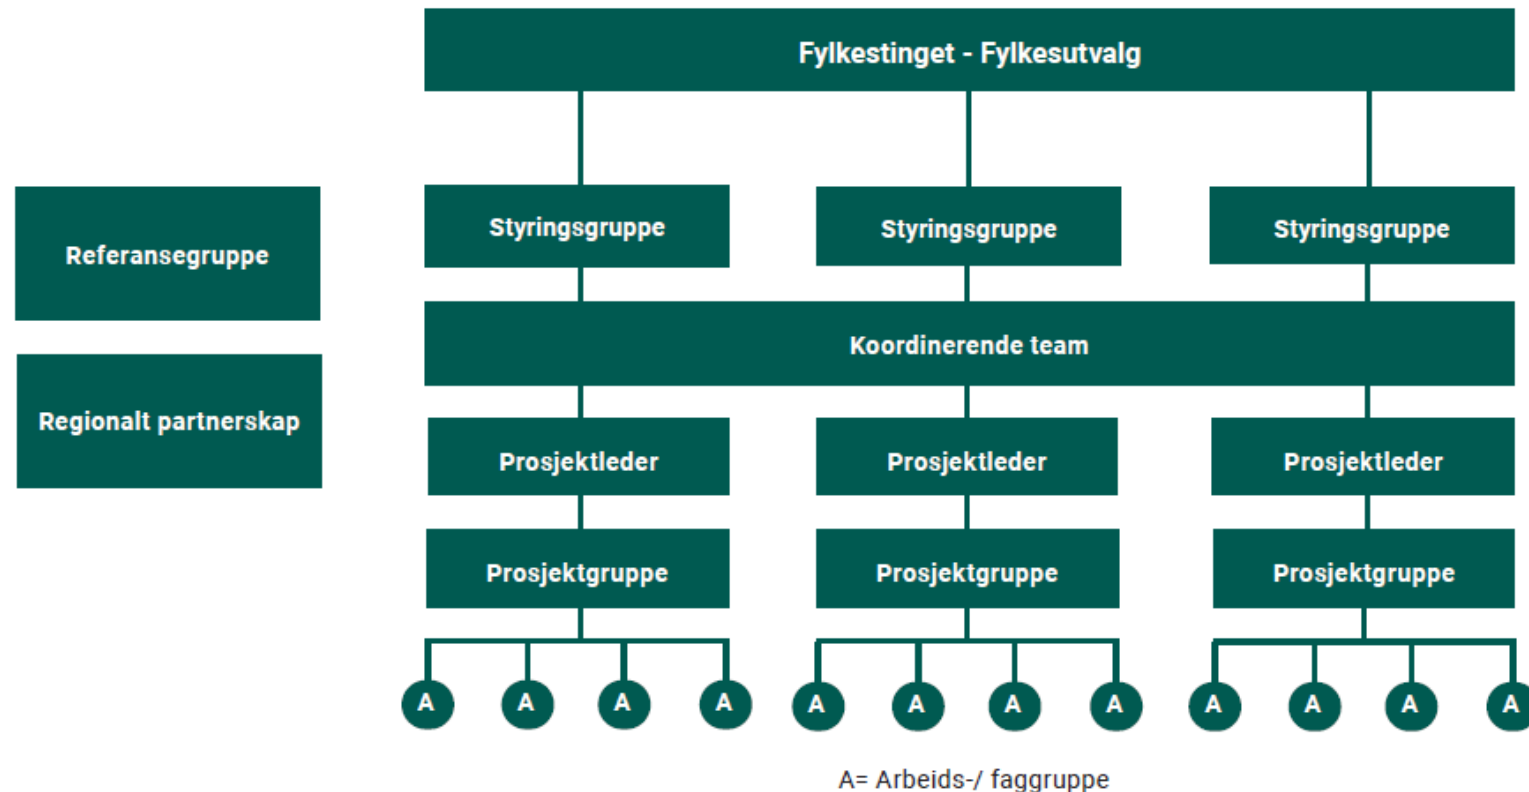 Fylkestinget - Fylkesutvalg
Referansegruppe
Regionalt partnerskap
Styringsgruppe
Styringsgruppe
Styringsgruppe
Koordinerende team
Prosjektleder
Prosjektleder
Prosjektleder
Prosjektgruppe
Prosjektgruppe
Prosjektgruppe
A
A
A
A
A
A
A
A
A
A
A
A
A= Arbeids-/ faggruppe